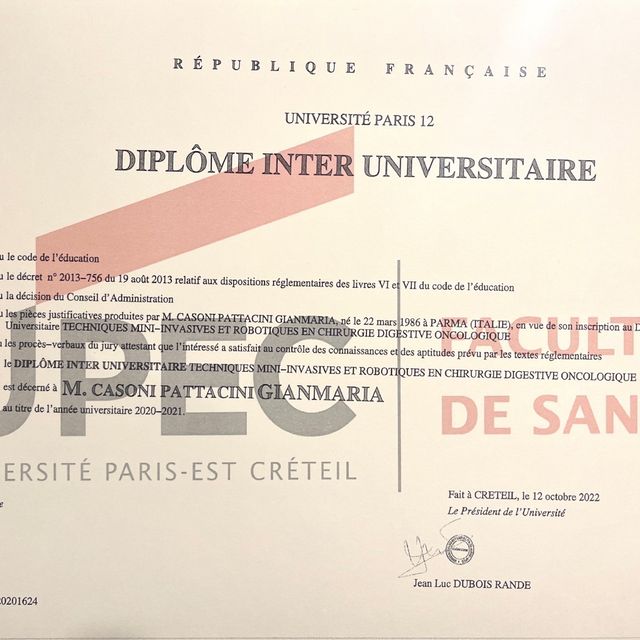 RÉPUBLIQUE FRANÇAISE
UNIVERSITÉ PARIS 12
DIPLÔME INTER UNIVERSITAIRE
u le code de l'éducation
u le décret n° 2013-756 du 19 août 2013 relatif aux dispositions réglementaires des livres VI et VII du code de l'éducation
u la décision du Conseil d'Administration
u les pièces justificatives produites par M. CASONI PATTACINI GIANMARIA, né le 22 mars 1986 à PARMA (ITALIE), en vue de son inscription au D
Universitaire TECHNIQUES MINI-INVASIVES ET ROBOTIQUES EN CHIRURGIE DIGESTIVE ONCOLOGIQUE
u les procès-verbaux du jury attestant que l'intéressé a satisfait au contrôle des connaissances et des aptitudes prévu par les textes réglementaires
le DIPLÔME INTER UNIVERSITAIRE TECHNIQUES MINI-INVASIVES ET ROBOTIQUES EN CHIRURGIE DIGESTIVE ONCOLOGIQUE
est décerné à M. CASONI PATTACINI GIANMARIA
au titre de l'année universitaire 2020-2021.
UPEC
FACULT
DE SAN
ERSITÉ PARIS-EST CRÉTEIL
Fait à CRETEIL, le 12 octobre 2022
Le Président de l'Université
e
Jean Luc DUBOIS RANDE
20201624